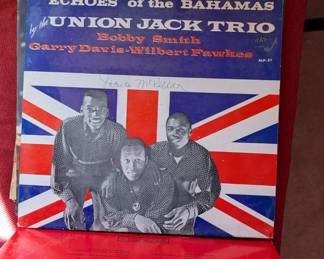 ECHOES of the BAHAMAS
by the UNION JACK TRIO
Bobby Smith
Garry Davis-Wilbert Fawkes